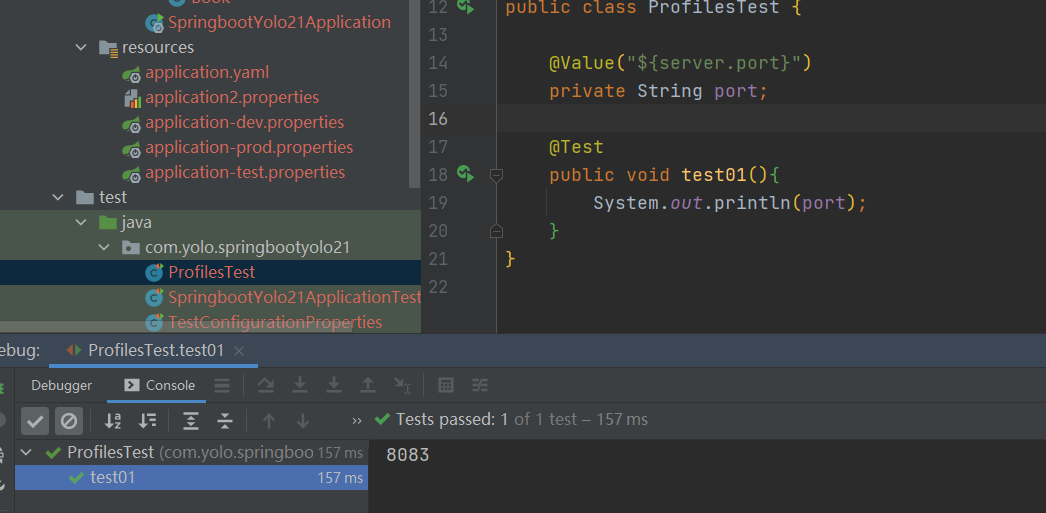 SpringbootYolo21Application
resources
application.yaml
application2.properties
application-dev.properties
application-prod.properties
application-test.properties
test
java
com.yolo.springbootyolo21
ProfilesTest
SpringbootYolo21ApplicationTest
TestConfigurationProperties
12 public class ProfilesTest {
13
14 @Value("${server.port}")
15 private String port;
16
17 @Test
18 public void test01(){
19 System.out.println(port);
20 }
21 }
22
ebug: ProfilesTest.test01 ×
Debugger Console
» Tests passed: 1 of 1 test – 157 ms
ProfilesTest (com.yolo.springboo 157 ms
test01 157 ms
8083